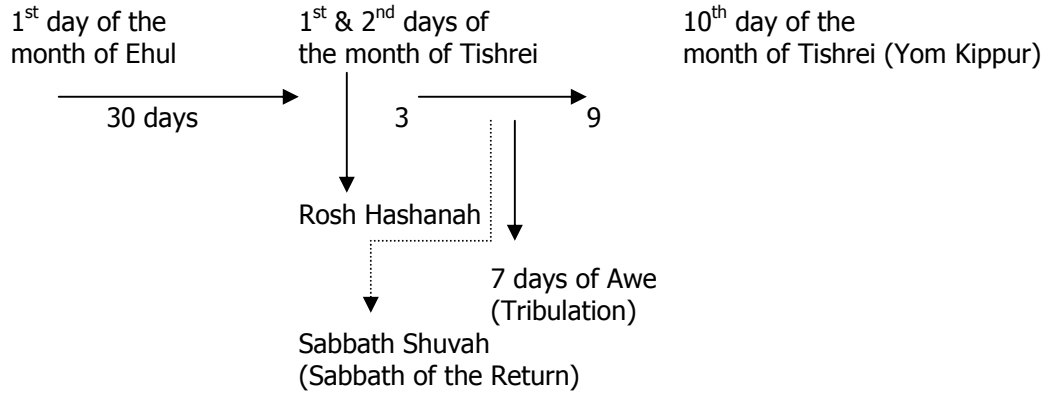 1st day of the
month of Ehul
1st & 2nd days of
the month of Tishrei
10th day of the
month of Tishrei (Yom Kippur)
30 days
3
9
Rosh Hashanah
7 days of Awe
(Tribulation)
Sabbath Shuvah
(Sabbath of the Return)